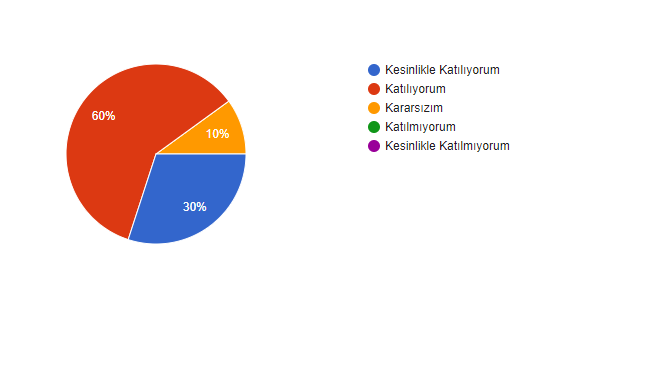 60%
10%
30%
Kesinlikle Katılıyorum
Katılıyorum
Kararsızım
Katılmıyorum
Kesinlikle Katılmıyorum